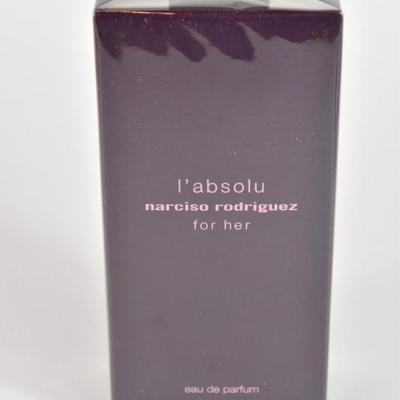 l'absolu
narciso rodriguez
for her
eau de parfum